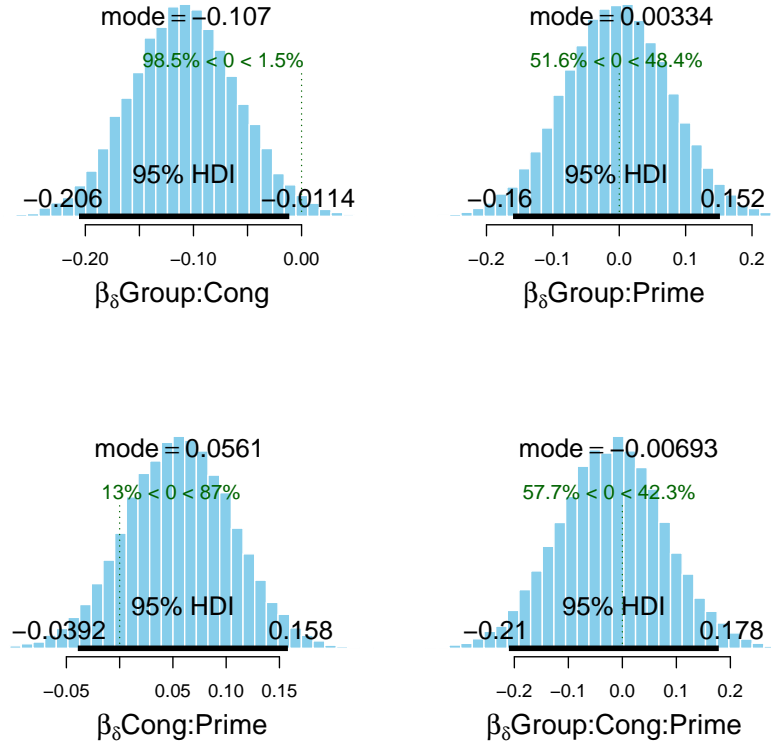 mode = −0.107
98.5% < 0 < 1.5%
95% HDI
−0.206 −0.0114
−0.20 −0.10 0.00
βδGroup:Cong
mode = 0.00334
51.6% < 0 < 48.4%
95% HDI
−0.16 0.152
−0.2 −0.1 0.0 0.1 0.2
βδGroup:Prime
mode = 0.0561
13% < 0 < 87%
95% HDI
−0.0392 0.158
−0.05 0.05 0.10 0.15
βδCong:Prime
mode = −0.00693
57.7% < 0 < 42.3%
95% HDI
−0.21 0.178
−0.2 −0.1 0.0 0.1 0.2
βδGroup:Cong:Prime